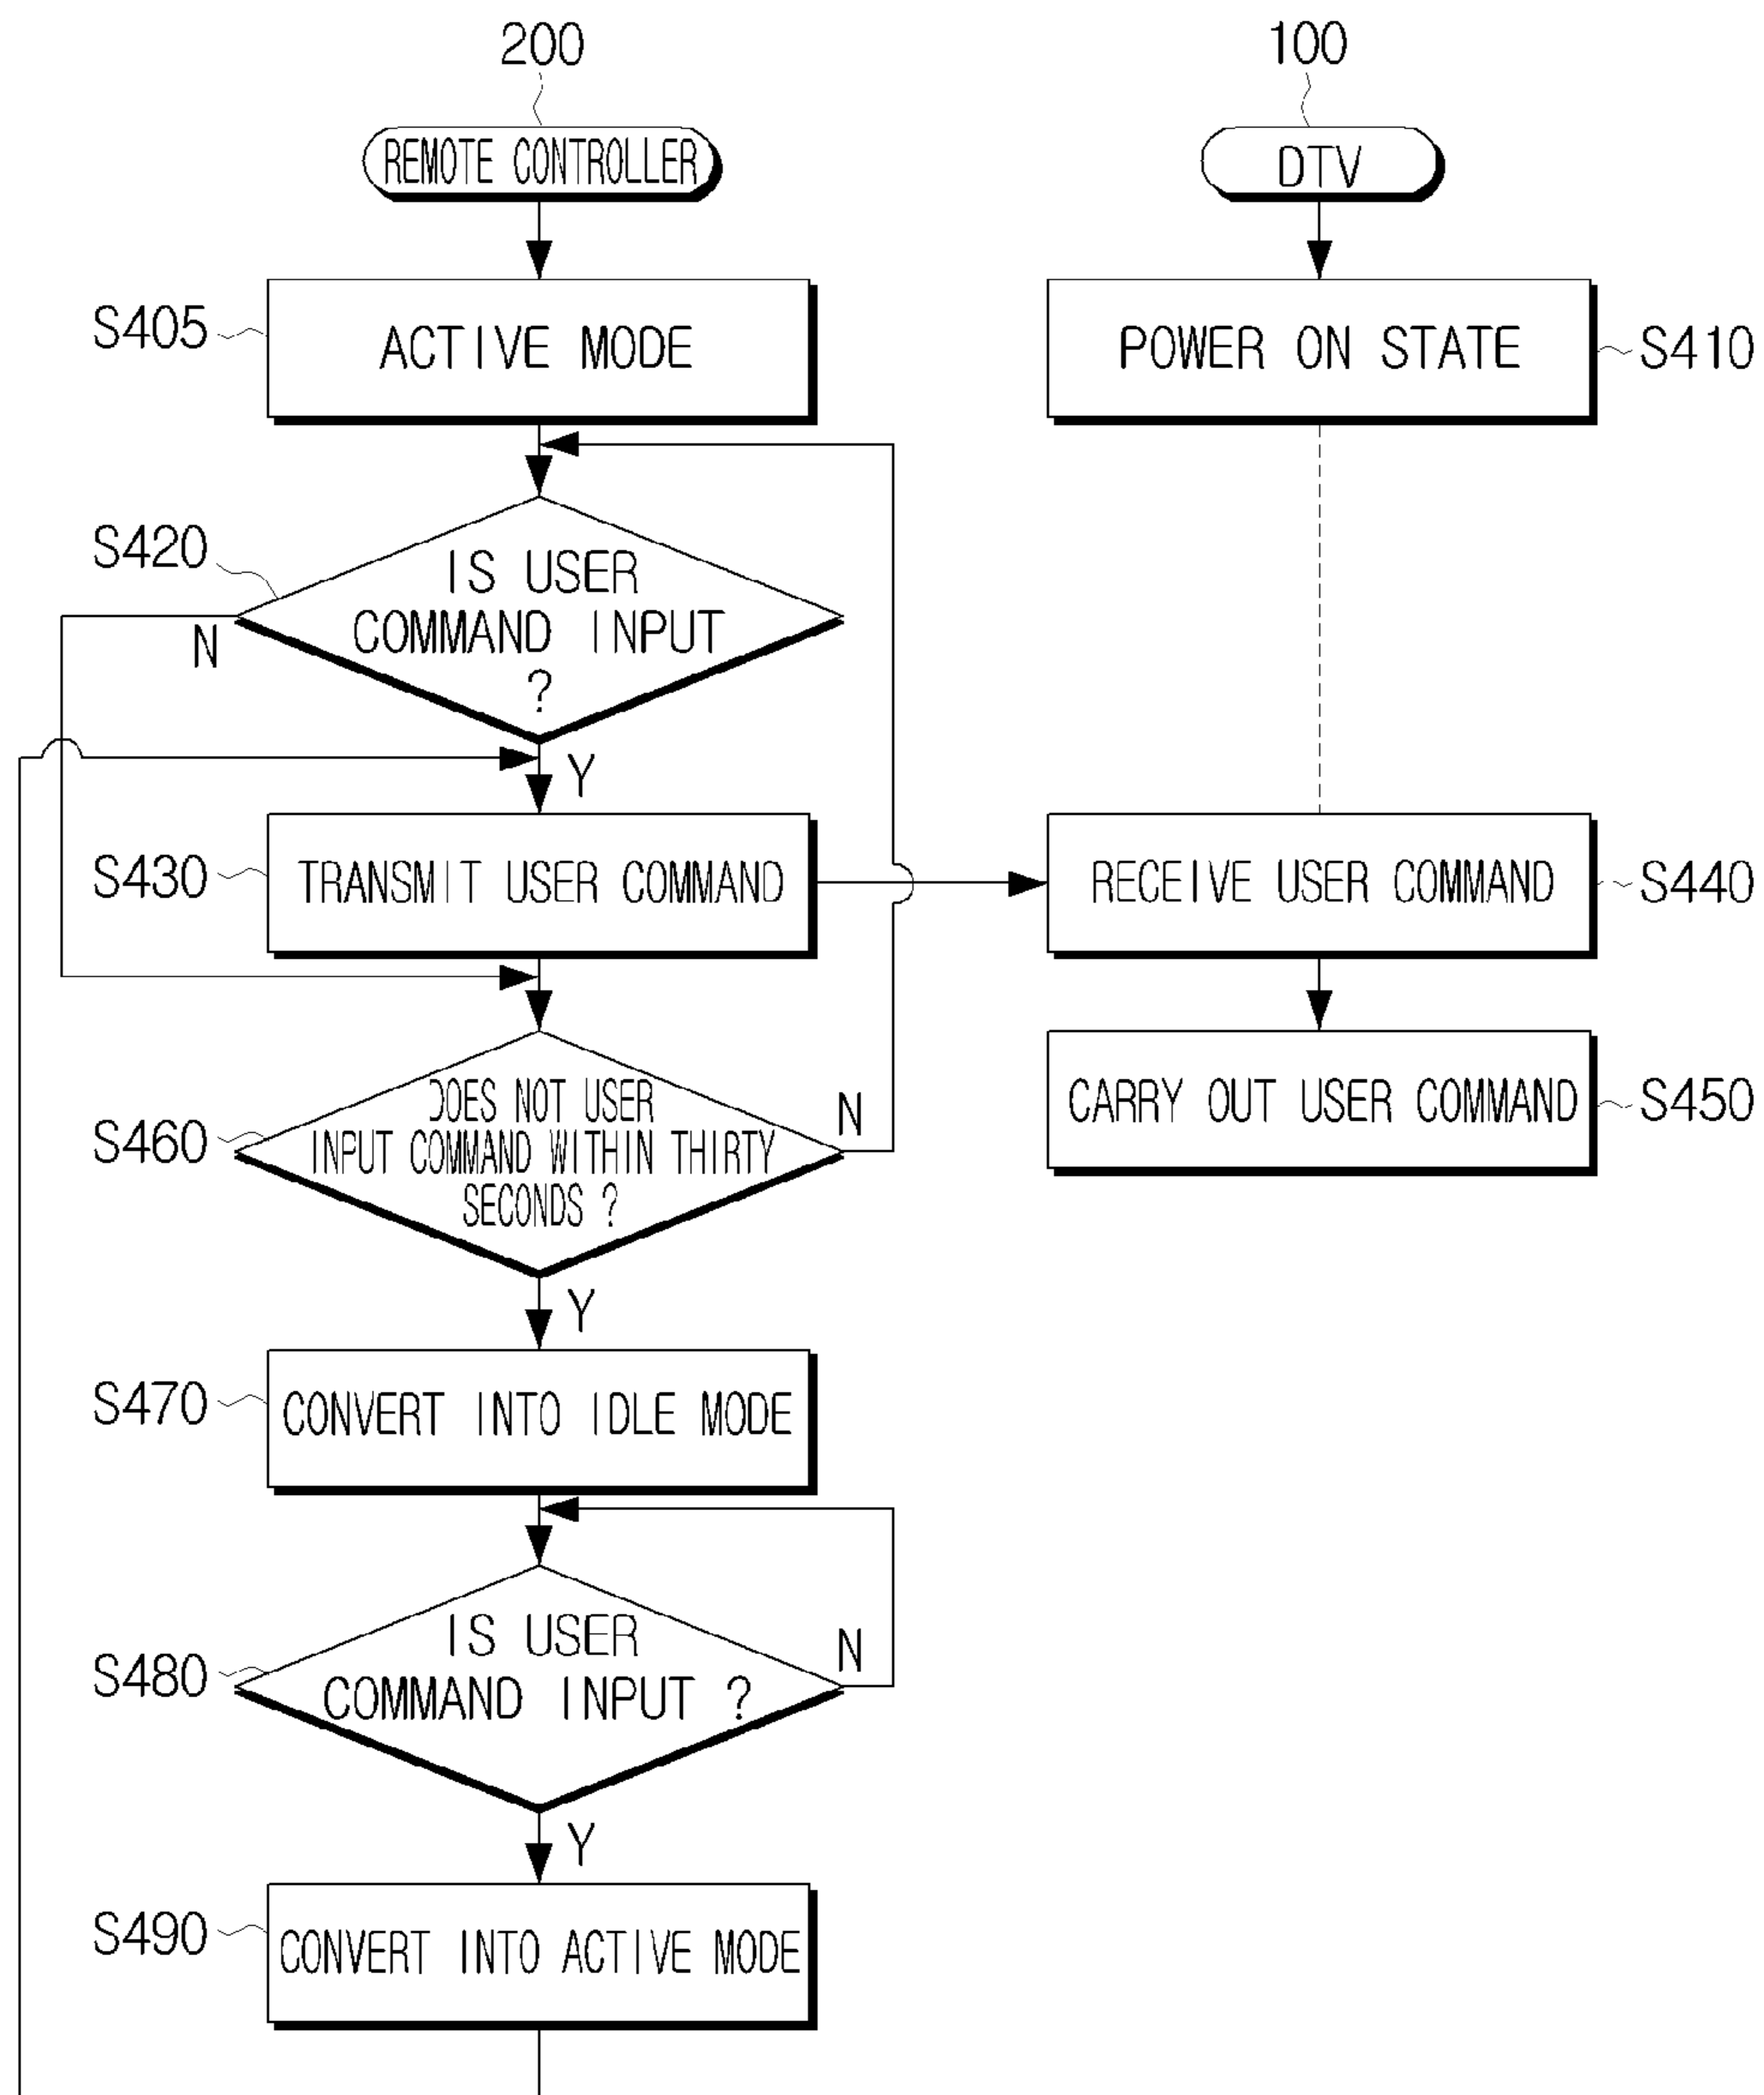 200
100
REMOTE CONTROLLER
DTV
S405
ACTIVE MODE
POWER ON STATE
S410
S420
IS USER
COMMAND INPUT
?
N
Y
S430
TRANSMIT USER COMMAND
RECEIVE USER COMMAND
S440
S460
DOES NOT USER
INPUT COMMAND WITHIN THIRTY
SECONDS ?
N
CARRY OUT USER COMMAND
S450
Y
S470
CONVERT INTO IDLE MODE
S480
IS USER
COMMAND INPUT ?
N
Y
S490
CONVERT INTO ACTIVE MODE